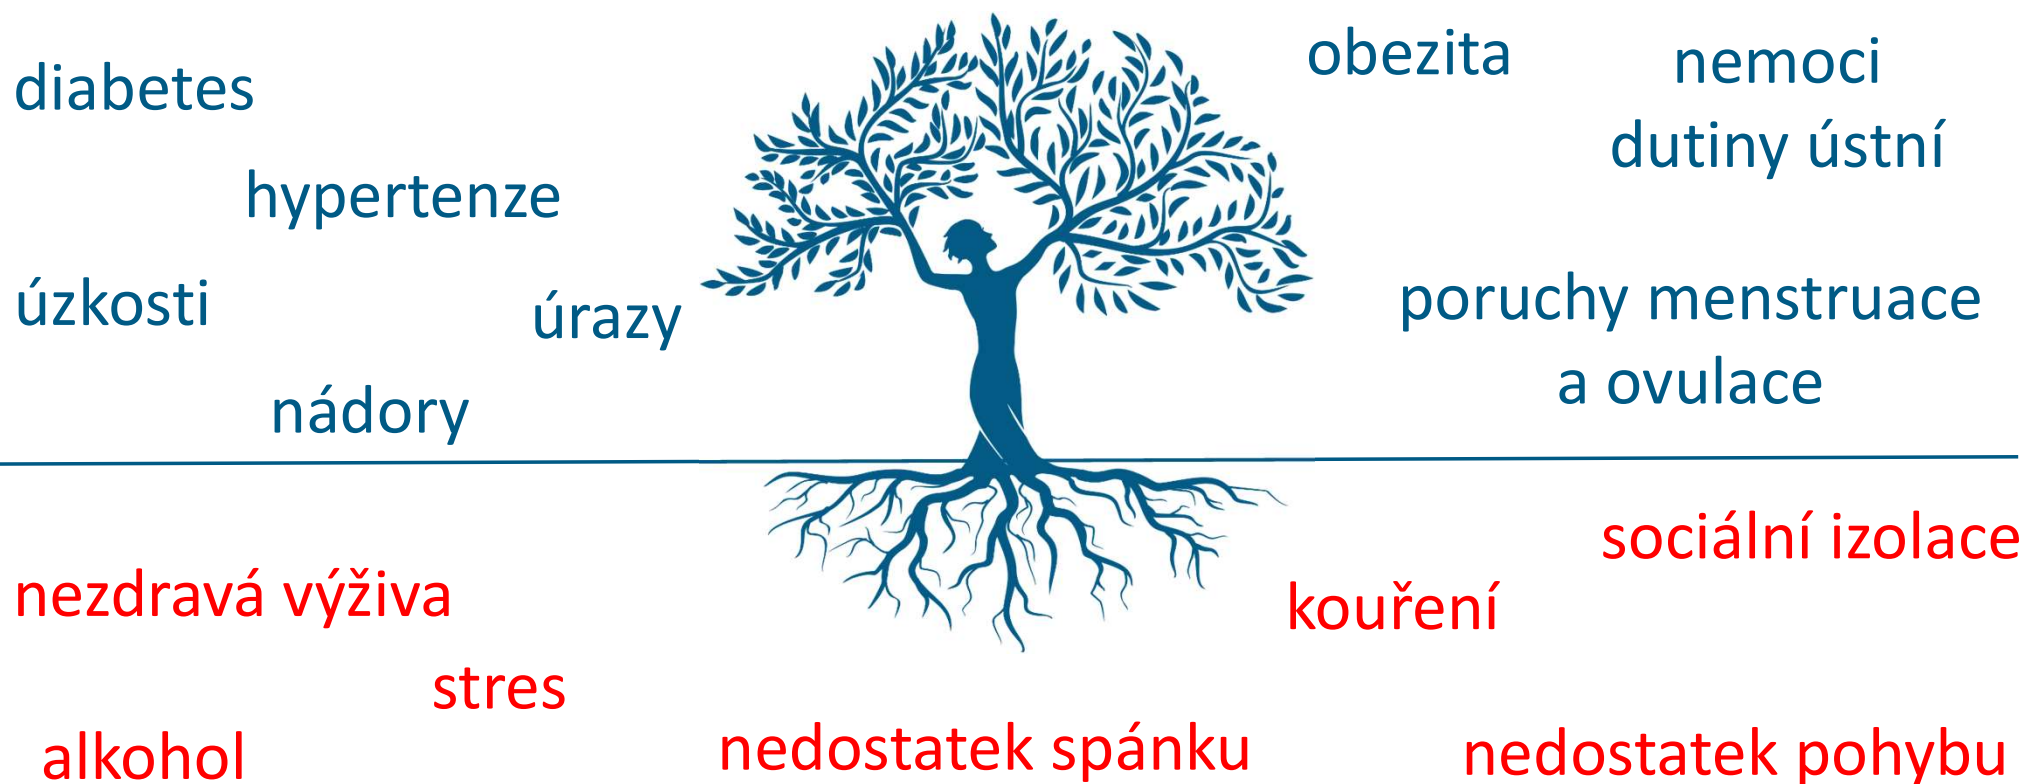 diabetes
hypertenze
úzkosti
úrazy
nádory
obezita
nemoci
dutiny ústní
poruchy menstruace
a ovulace
nezdravá výživa
stres
alkohol
nedostatek spánku
kouření
sociální izolace
nedostatek pohybu